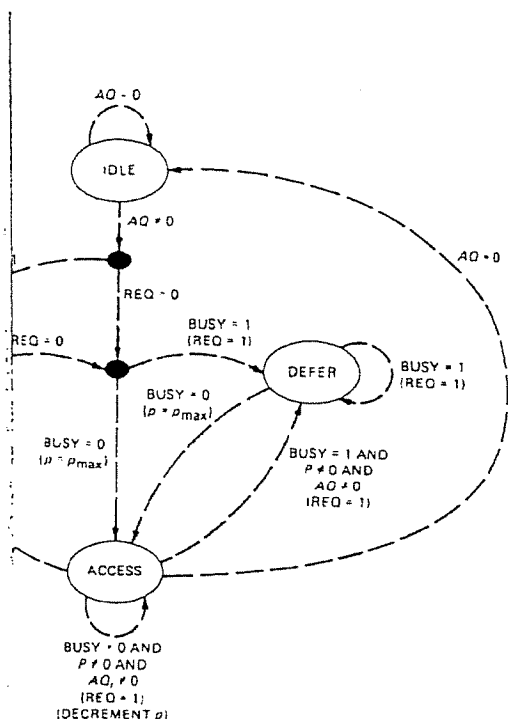 AQ = 0
IDLE
AQ ≠ 0
REQ = 0
AQ = 0
REQ = 0
BUSY = 1
(REQ = 1)
DEFER
BUSY = 1
(REQ = 1)
BUSY = 0
(p = pmax)
BUSY = 0
(p = pmax)
BUSY = 1 AND
P ≠ 0 AND
AQ ≠ 0
(REQ = 1)
ACCESS
BUSY = 0 AND
P ≠ 0 AND
AQ, ≠ 0
(REQ = 1)
(DECREMENT p)